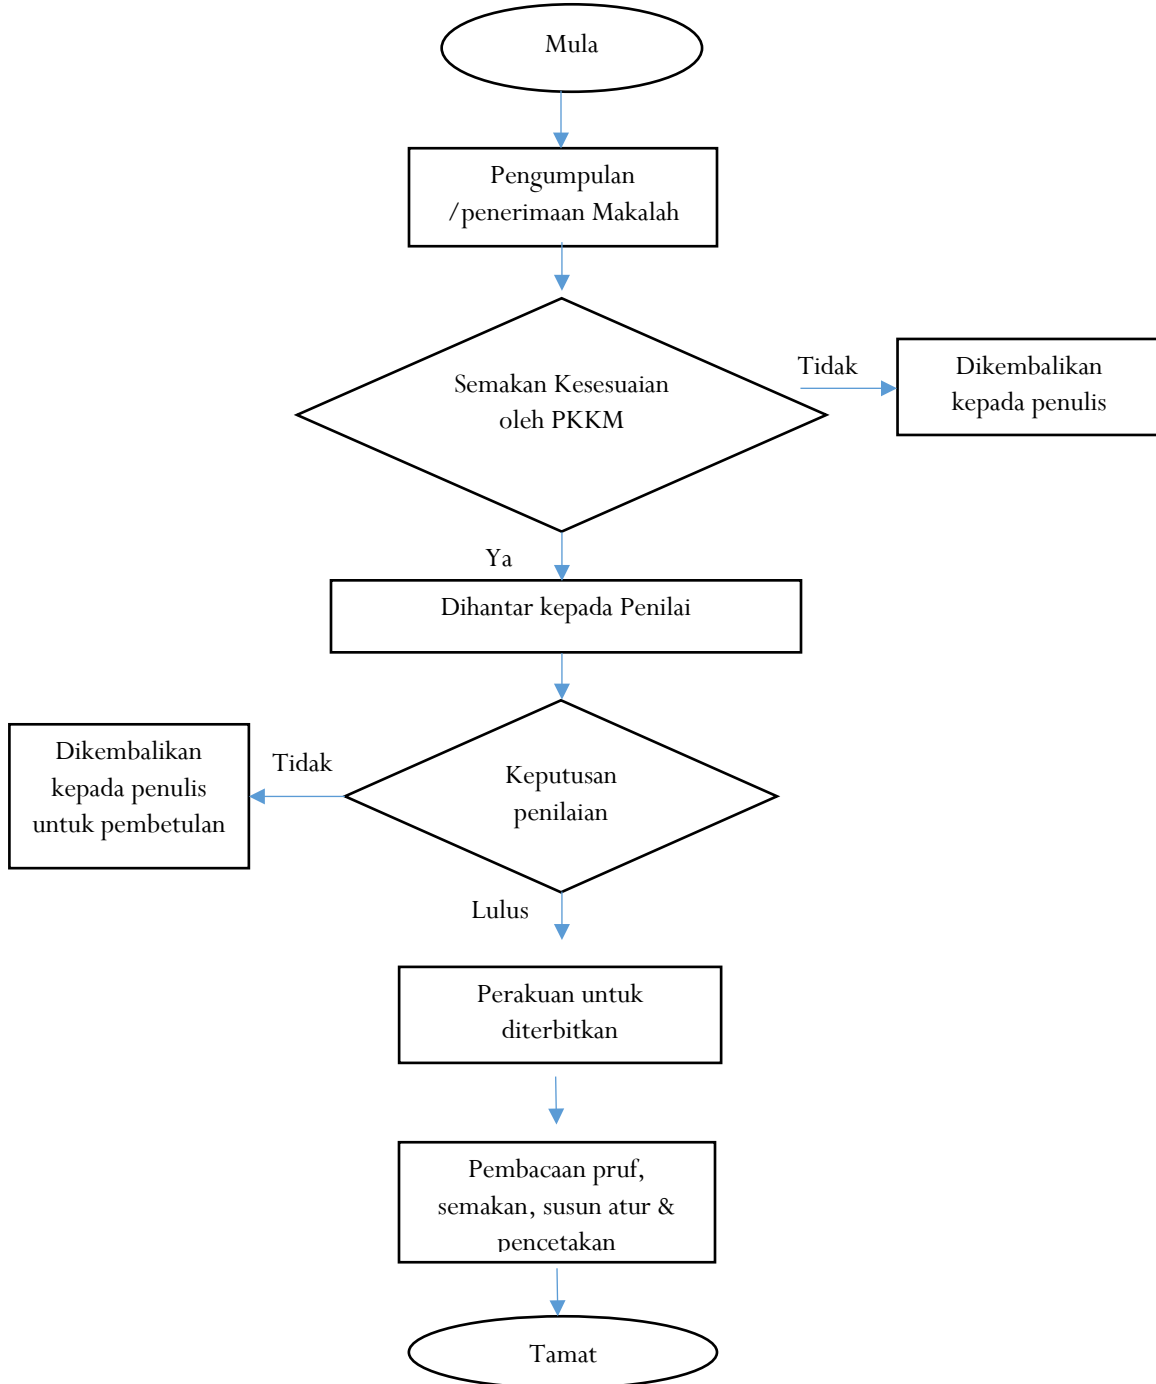 Mula
Pengumpulan
/penerimaan Makalah
Semakan Kesesuaian
oleh PKKM
Tidak
Dikembalikan
kepada penulis
Ya
Dihantar kepada Penilai
Dikembalikan
kepada penulis
untuk pembetulan
Tidak
Keputusan
penilaian
Lulus
Perakuan untuk
diterbitkan
Pembacaan pruf,
semakan, susun atur &
pencetakan
Tamat